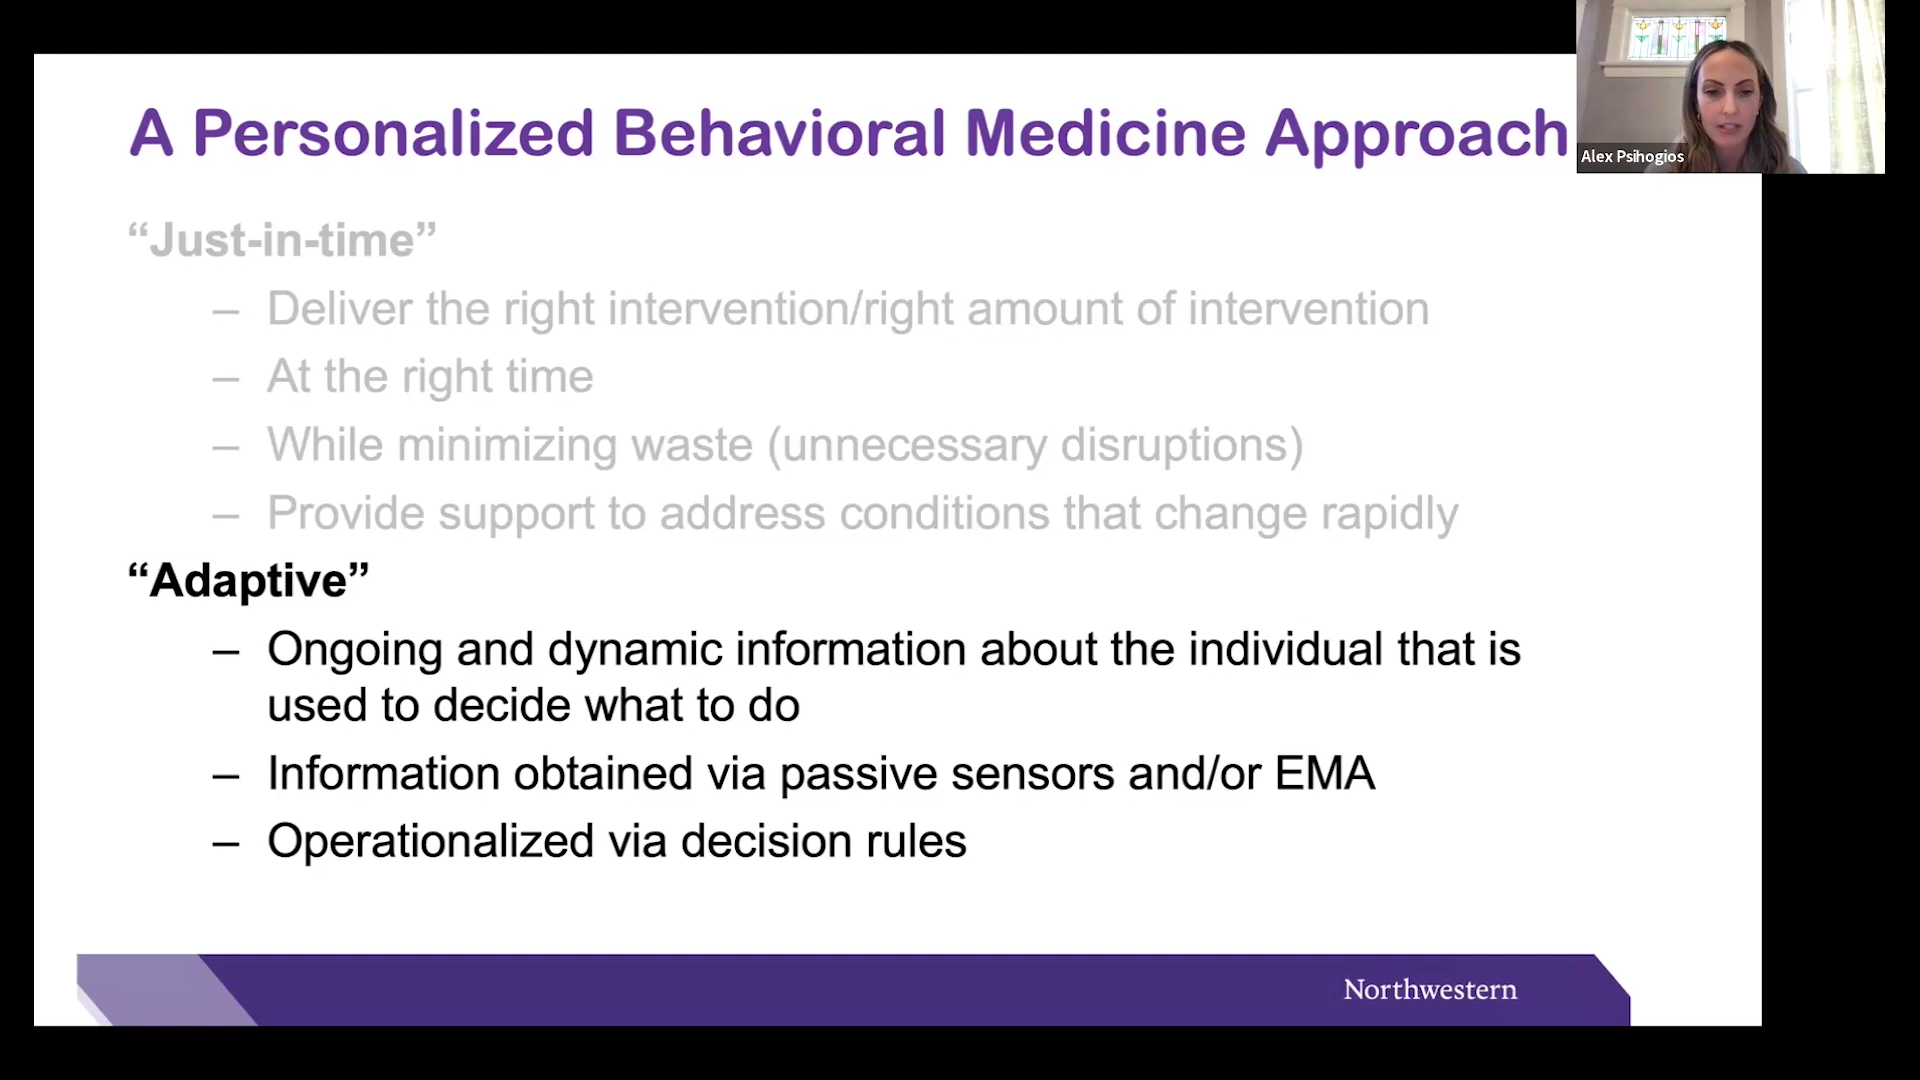 A Personalized Behavioral Medicine Approach
Alex Psihogios
“Just-in-time”
– Deliver the right intervention/right amount of intervention
– At the right time
– While minimizing waste (unnecessary disruptions)
– Provide support to address conditions that change rapidly
“Adaptive”
– Ongoing and dynamic information about the individual that is
used to decide what to do
– Information obtained via passive sensors and/or EMA
– Operationalized via decision rules
Northwestern